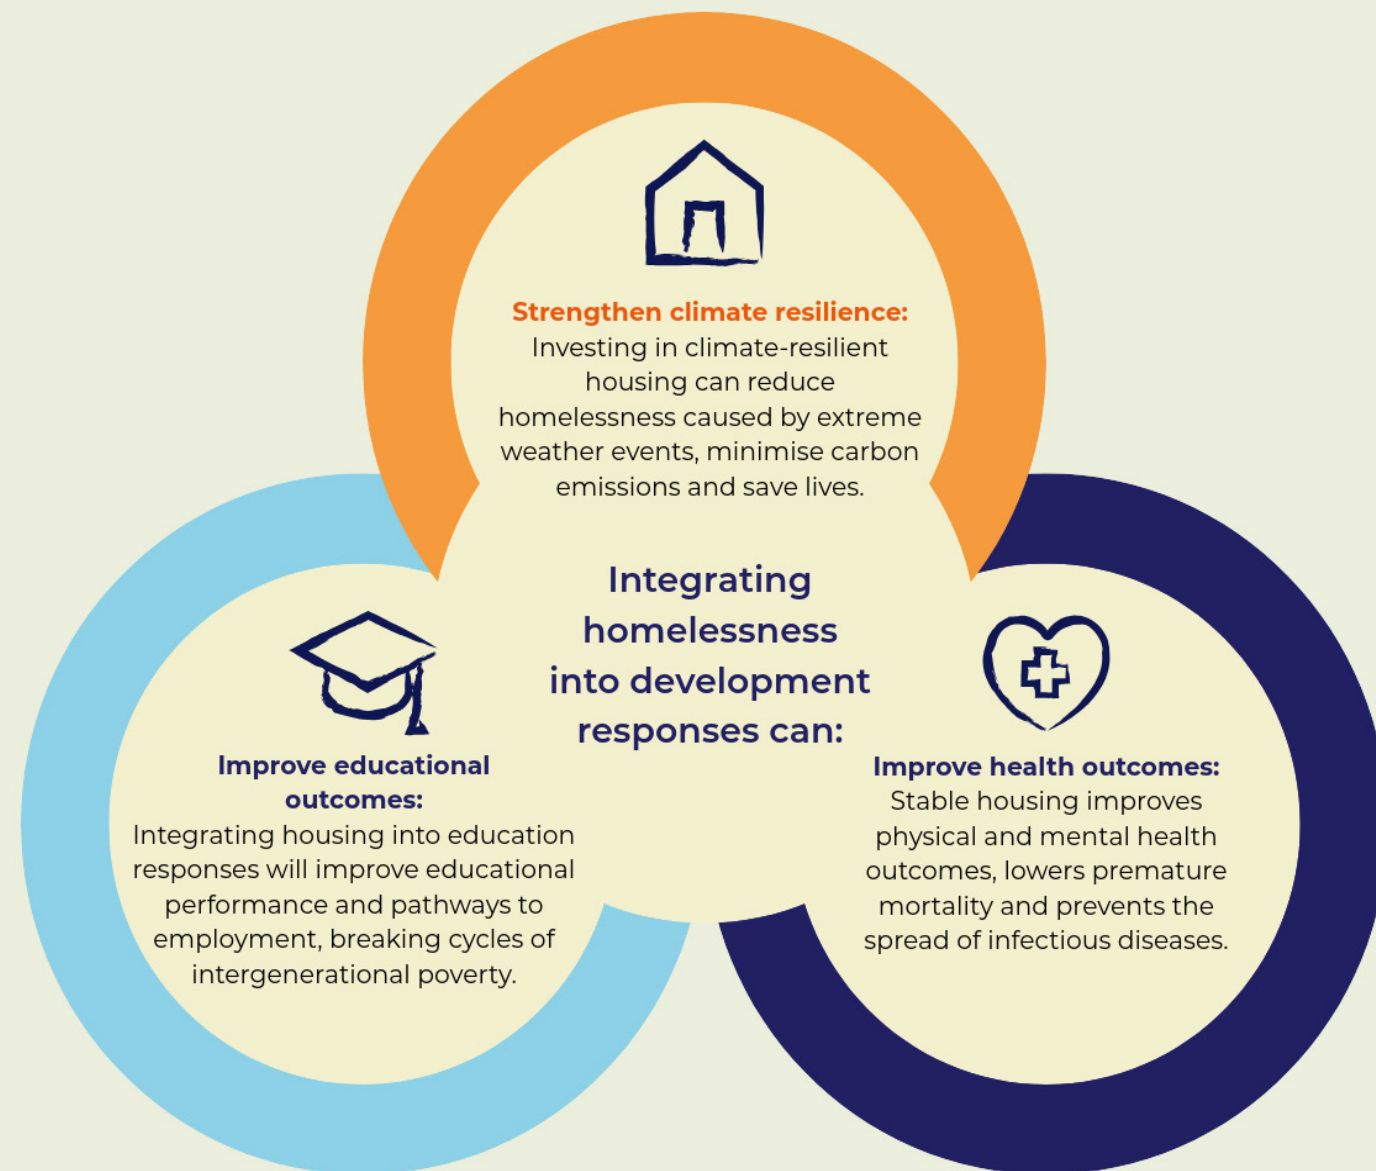 Strengthen climate resilience:
Investing in climate-resilient
housing can reduce
homelessness caused by extreme
weather events, minimise carbon
emissions and save lives.
Integrating
homelessness
into development
responses can:
Improve educational
outcomes:
Integrating housing into education
responses will improve educational
performance and pathways to
employment, breaking cycles of
intergenerational poverty.
Improve health outcomes:
Stable housing improves
physical and mental health
outcomes, lowers premature
mortality and prevents the
spread of infectious diseases.